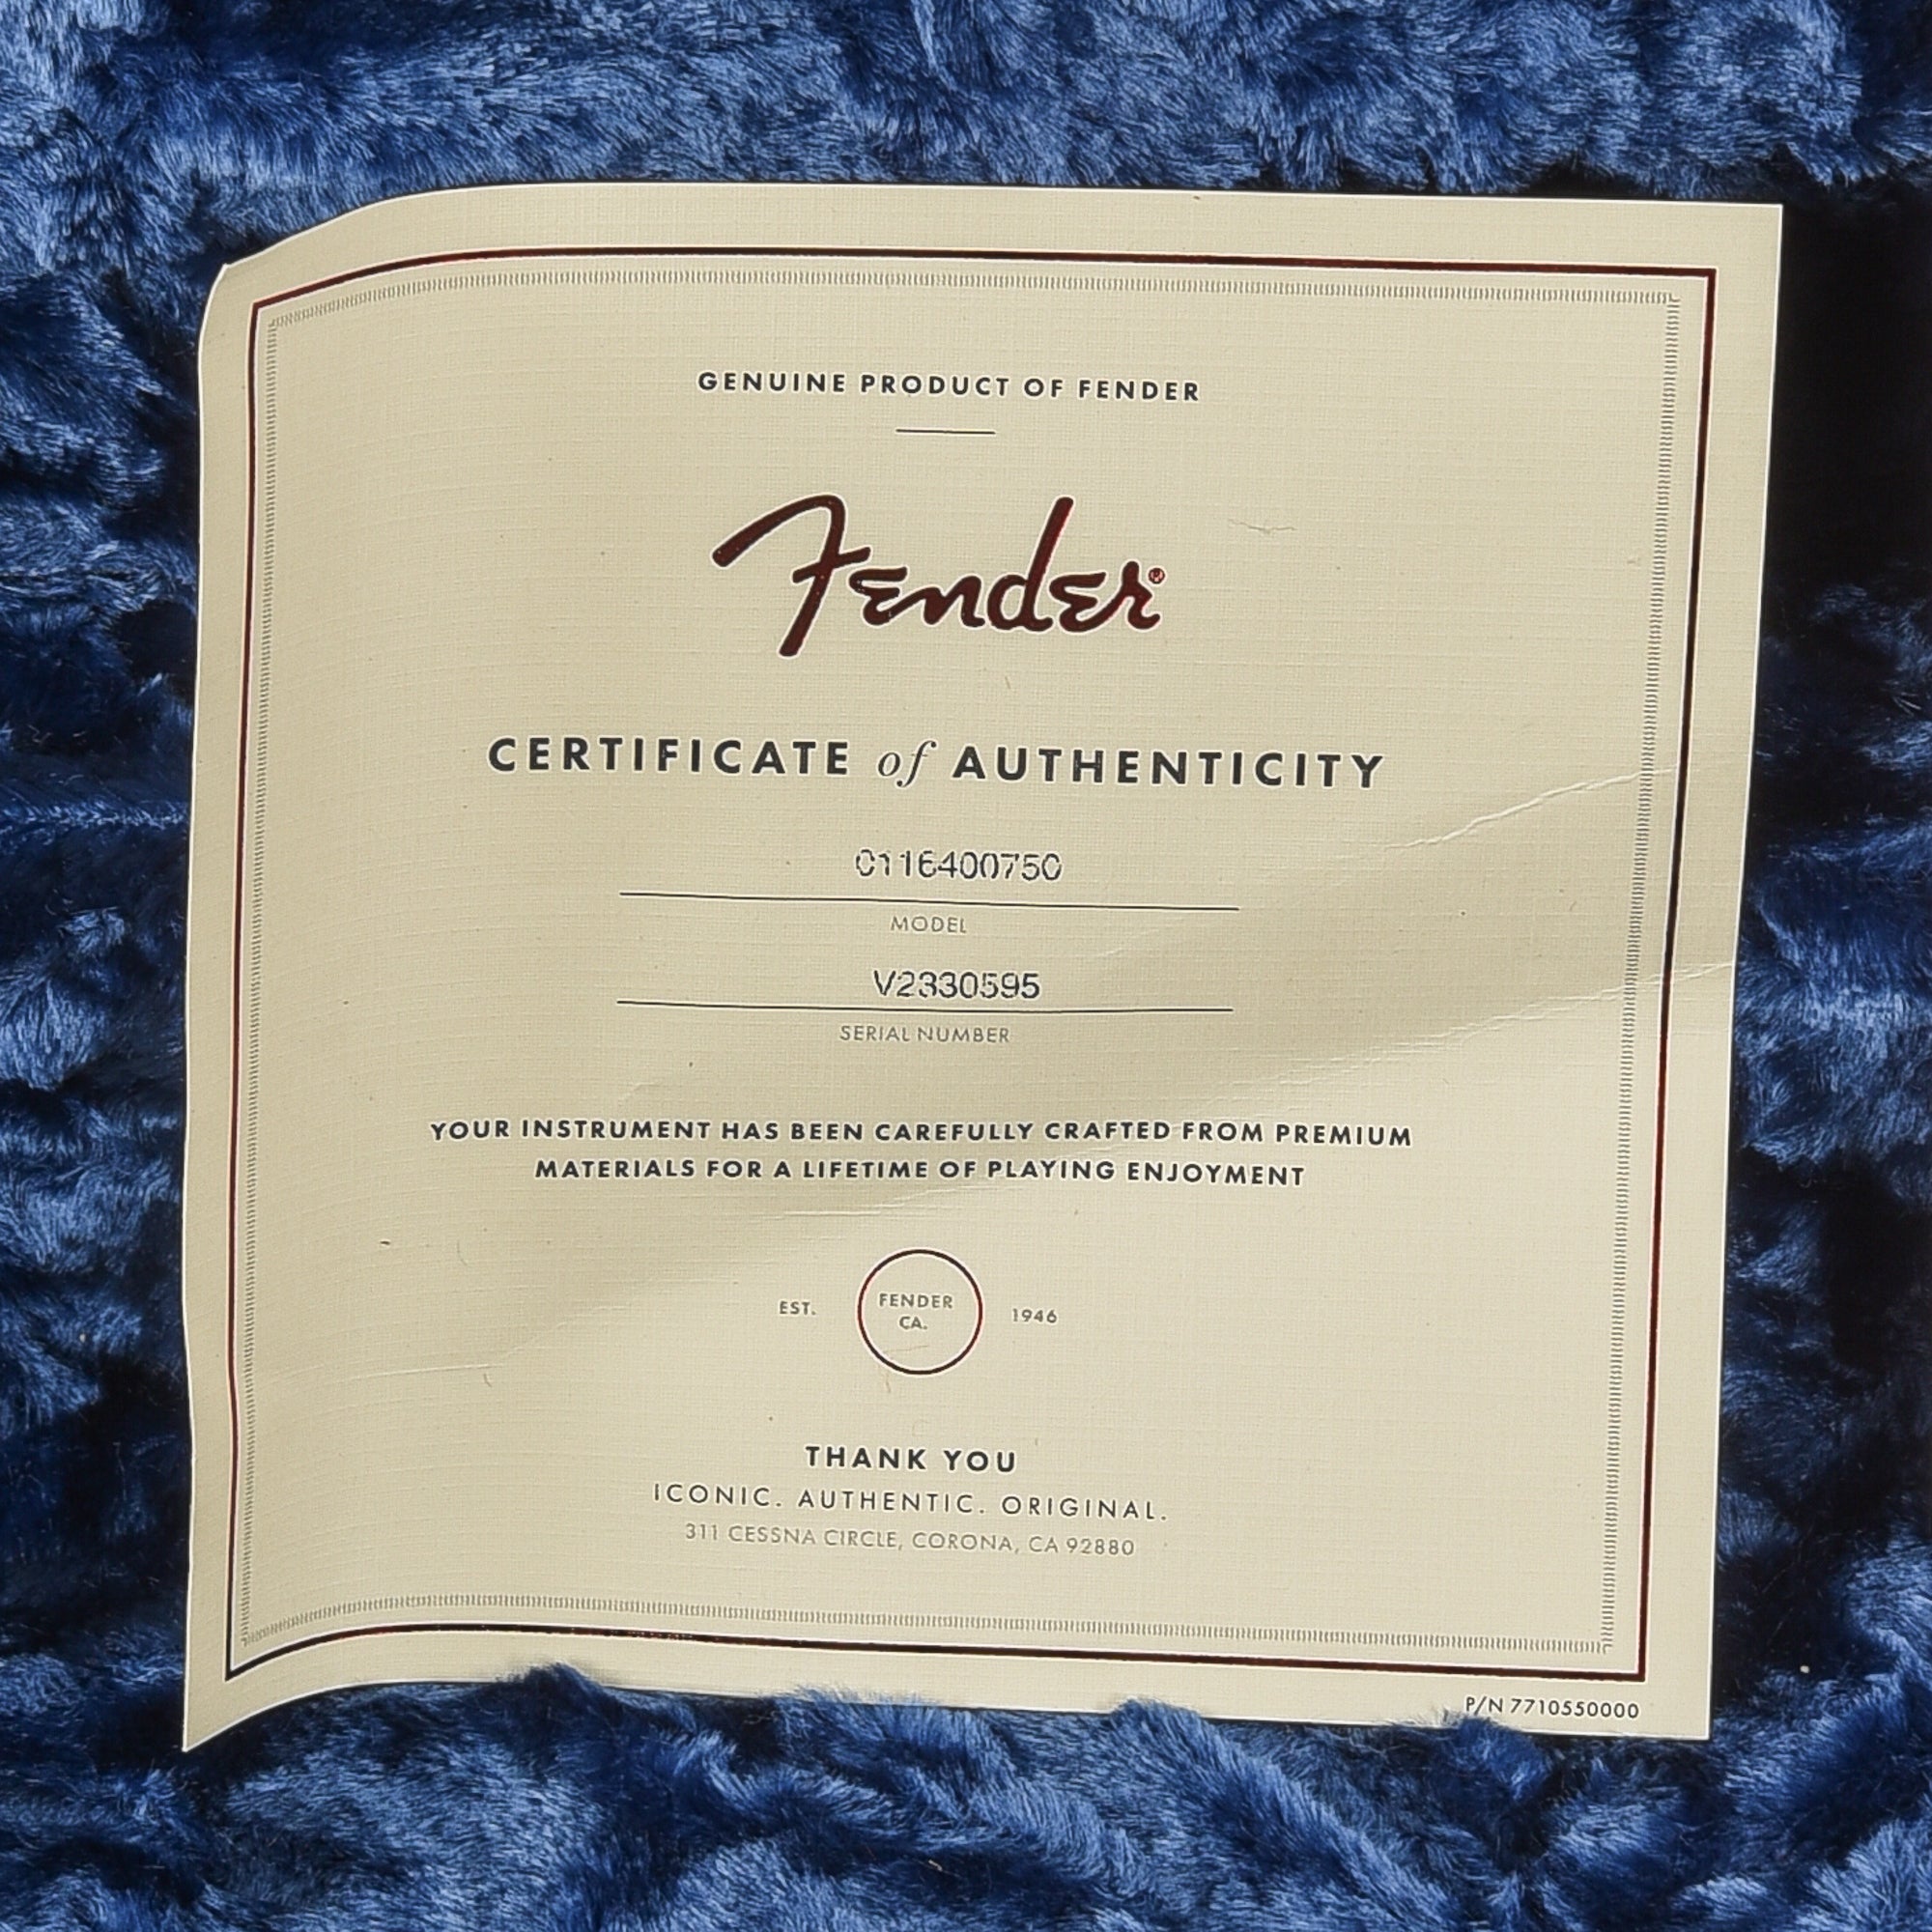 GENUINE PRODUCT OF FENDER
Fender®
CERTIFICATE of AUTHENTICITY
0116400750
MODEL
V2330595
SERIAL NUMBER
YOUR INSTRUMENT HAS BEEN CAREFULLY CRAFTED FROM PREMIUM
MATERIALS FOR A LIFETIME OF PLAYING ENJOYMENT
EST. FENDER CA. 1946
THANK YOU
ICONIC. AUTHENTIC. ORIGINAL.
311 CESSNA CIRCLE, CORONA, CA 92880
P/N 7710550000